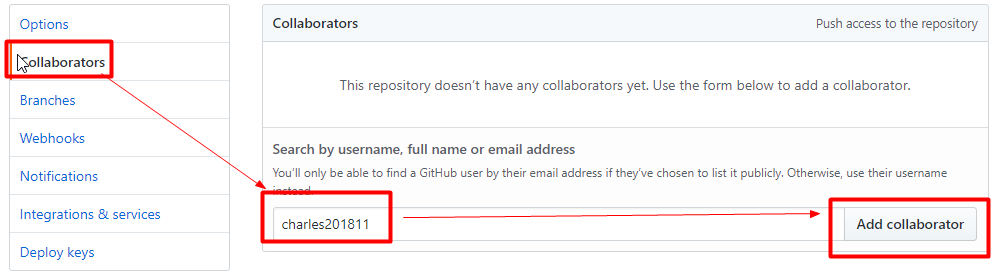 Options
Collaborators
Branches
Webhooks
Notifications
Integrations & services
Deploy keys
Collaborators
Push access to the repository
This repository doesn’t have any collaborators yet. Use the form below to add a collaborator.
Search by username, full name or email address
You’ll only be able to find a GitHub user by their email address if they’ve chosen to list it publicly. Otherwise, use their username
instead.
charles201811
Add collaborator